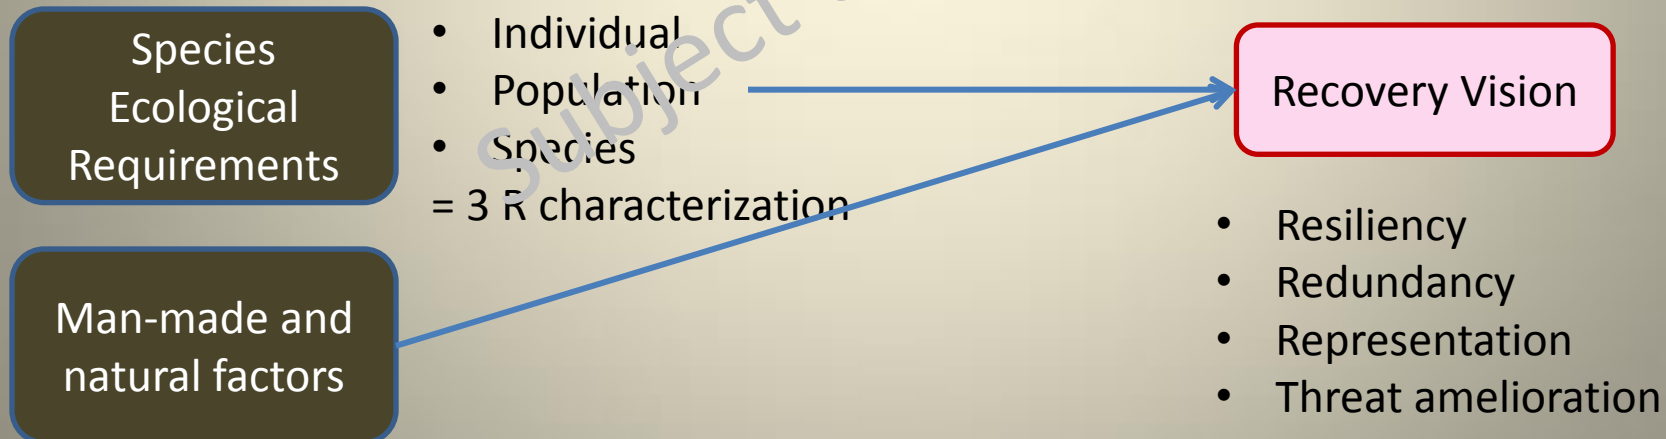 Species
Ecological
Requirements
• Individual
• Population
• Species
= 3 R characterization
Man-made and
natural factors
Recovery Vision
• Resiliency
• Redundancy
• Representation
• Threat amelioration
Subject